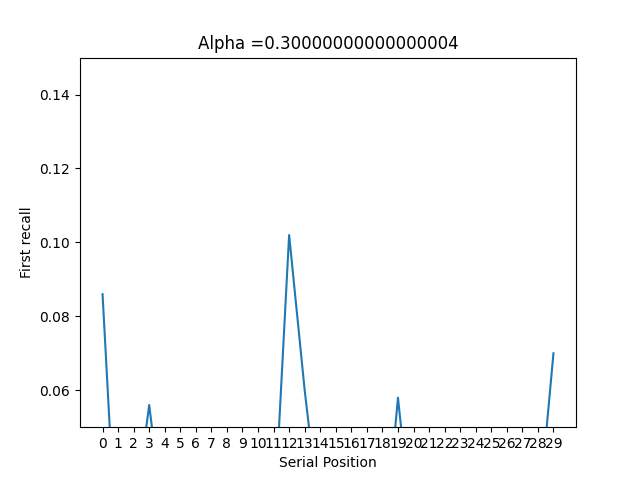 Alpha =0.30000000000000004
0.14
0.12
0.10
0.08
0.06
First recall
0 1 2 3 4 5 6 7 8 9 10 11 12 13 14 15 16 17 18 19 20 21 22 23 24 25 26 27 28 29
Serial Position